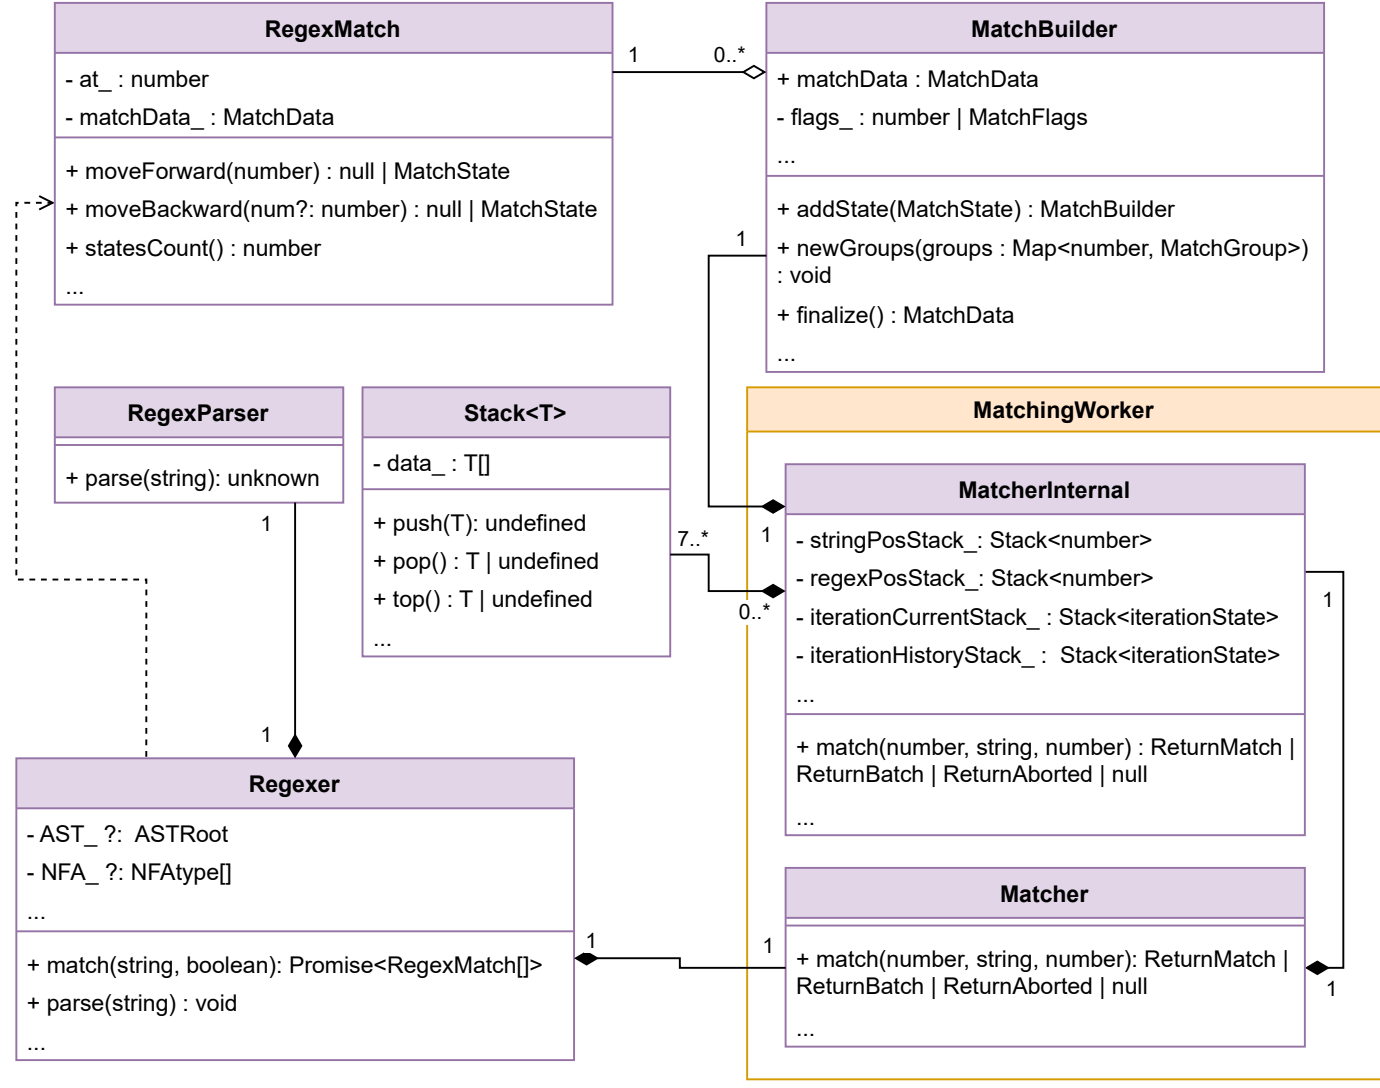 RegexMatch
- at_ : number
- matchData_ : MatchData
+ moveForward(number) : null | MatchState
+ moveBackward(num?: number) : null | MatchState
+ statesCount() : number
...
1
0..*
MatchBuilder
+ matchData : MatchData
- flags_ : number | MatchFlags
...
+ addState(MatchState) : MatchBuilder
+ newGroups(groups : Map<number, MatchGroup>)
: void
+ finalize() : MatchData
...
1
RegexParser
+ parse(string): unknown
1
1
Stack<T>
- data_ : T[]
+ push(T): undefined
+ pop() : T | undefined
+ top() : T | undefined
...
7..*
0..*
1
MatchingWorker
MatcherInternal
- stringPosStack_: Stack<number>
- regexPosStack_: Stack<number>
- iterationCurrentStack_ : Stack<iterationState>
- iterationHistoryStack_ :  Stack<iterationState>
...
+ match(number, string, number) : ReturnMatch |
ReturnBatch | ReturnAborted | null
...
1
Regexer
- AST_ ?:  ASTRoot
- NFA_ ?: NFAtype[]
...
+ match(string, boolean): Promise<RegexMatch[]>
+ parse(string) : void
...
1
1
Matcher
+ match(number, string, number): ReturnMatch |
ReturnBatch | ReturnAborted | null
...
1